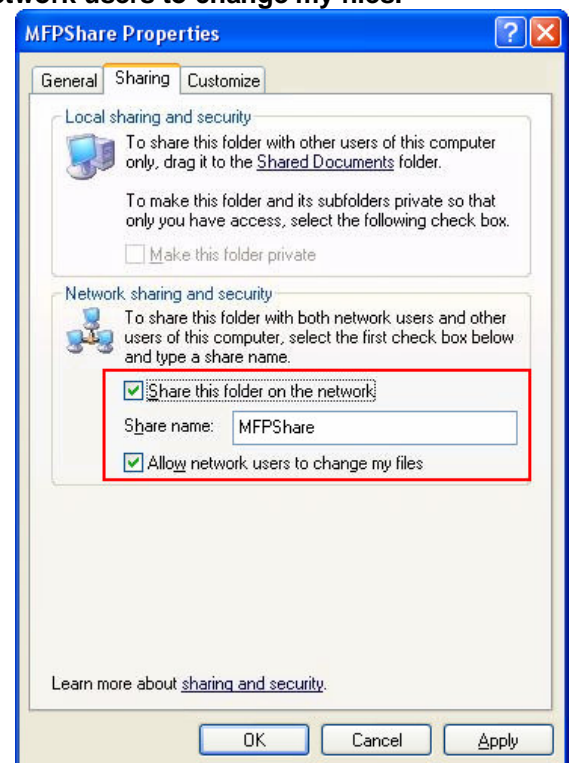 work users to change my files.
MFPShare Properties
General Sharing Customize
Local sharing and security
To share this folder with other users of this computer
only, drag it to the Shared Documents folder.
To make this folder and its subfolders private so that
only you have access, select the following check box.
Make this folder private
Network sharing and security
To share this folder with both network users and other
users of this computer, select the first check box below
and type a share name.
Share this folder on the network
Share name: MFPShare
Allow network users to change my files
Learn more about sharing and security.
OK Cancel Apply